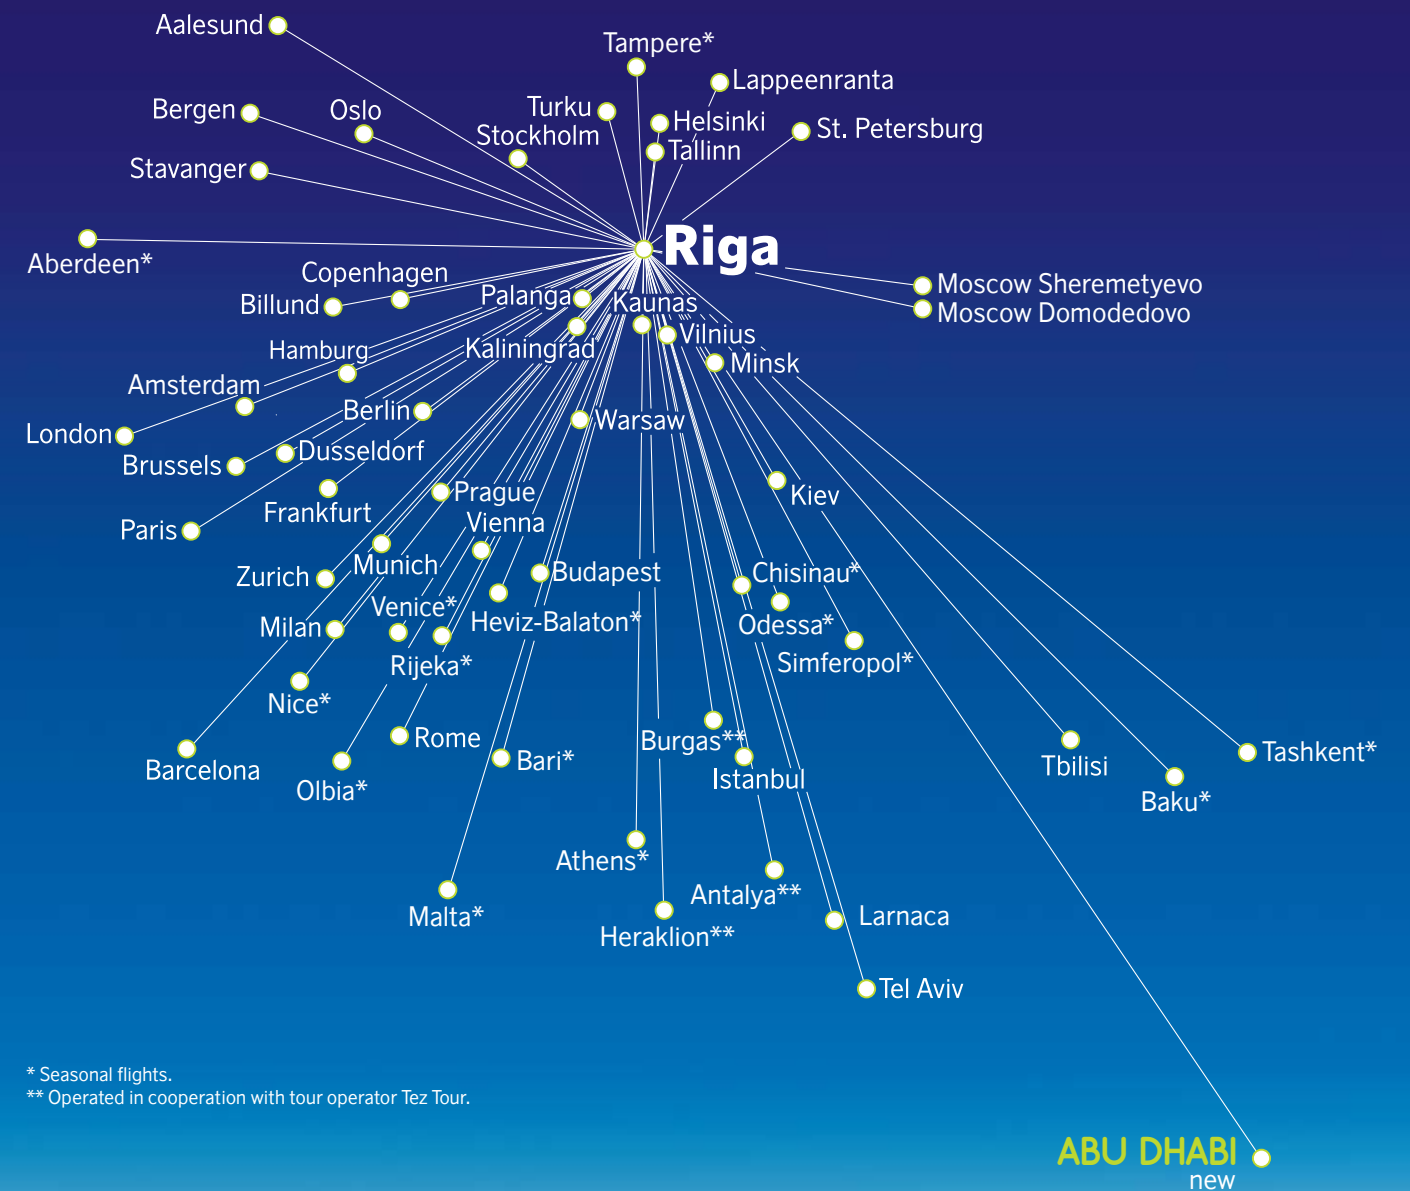 Aalesund
Tampere*
Lappeenranta
Bergen
Oslo
Turku
Helsinki
St. Petersburg
Stockholm
Tallinn
Stavanger
Riga
Aberdeen*
Copenhagen
Moscow Sheremetyevo
Billund
Palanga
Kaunas
Moscow Domodedovo
Kaliningrad
Vilnius
Hamburg
Minsk
Amsterdam
Berlin
Warsaw
London
Dusseldorf
Brussels
Prague
Kiev
Frankfurt
Vienna
Paris
Zurich
Munich
Budapest
Chisinau*
Venice*
Heviz-Balaton*
Odessa*
Milan
Rijeka*
Simferopol*
Nice*
Rome
Burgas**
Barcelona
Bari*
Istanbul
Tbilisi
Tashkent*
Olbia*
Baku*
Athens*
Antalya**
Malta*
Larnaca
Heraklion**
Tel Aviv
* Seasonal flights.
** Operated in cooperation with tour operator Tez Tour.
ABU DHABI
new